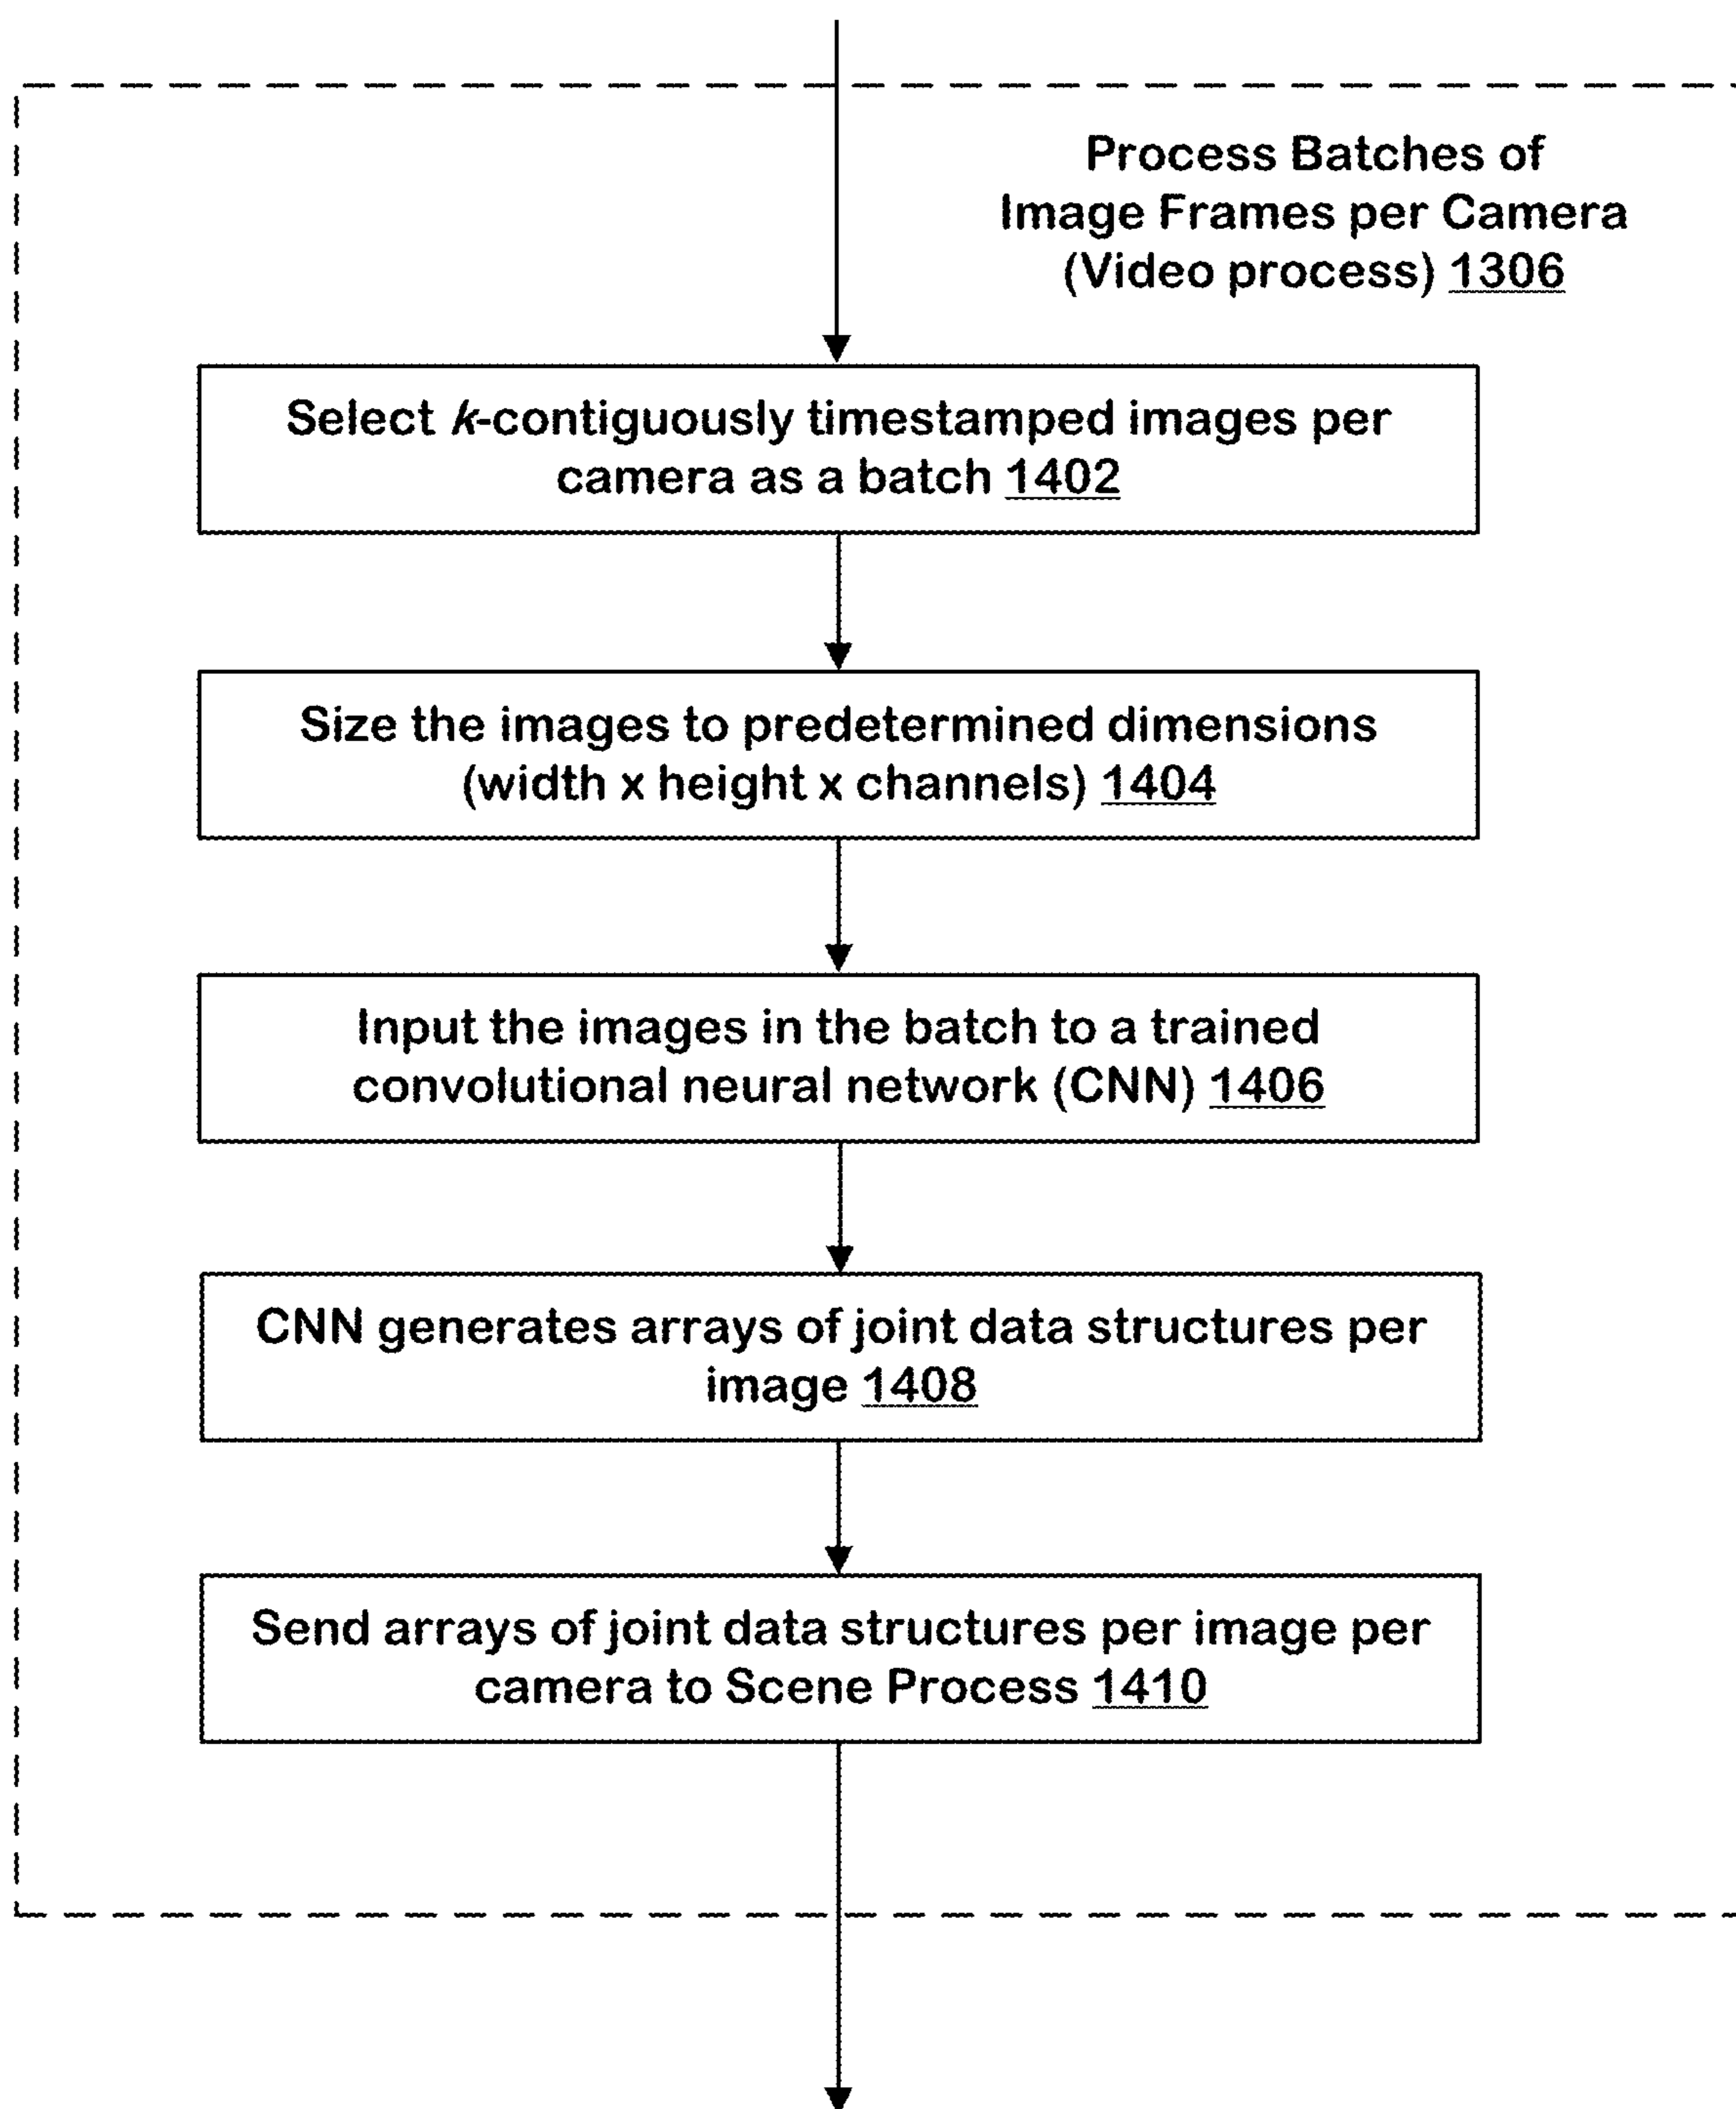 Process Batches of
Image Frames per Camera
(Video process) 1306
Select k-contiguously timestamped images per
camera as a batch 1402
Size the images to predetermined dimensions
(width x height x channels) 1404
Input the images in the batch to a trained
convolutional neural network (CNN) 1406
CNN generates arrays of joint data structures per
image 1408
Send arrays of joint data structures per image per
camera to Scene Process 1410